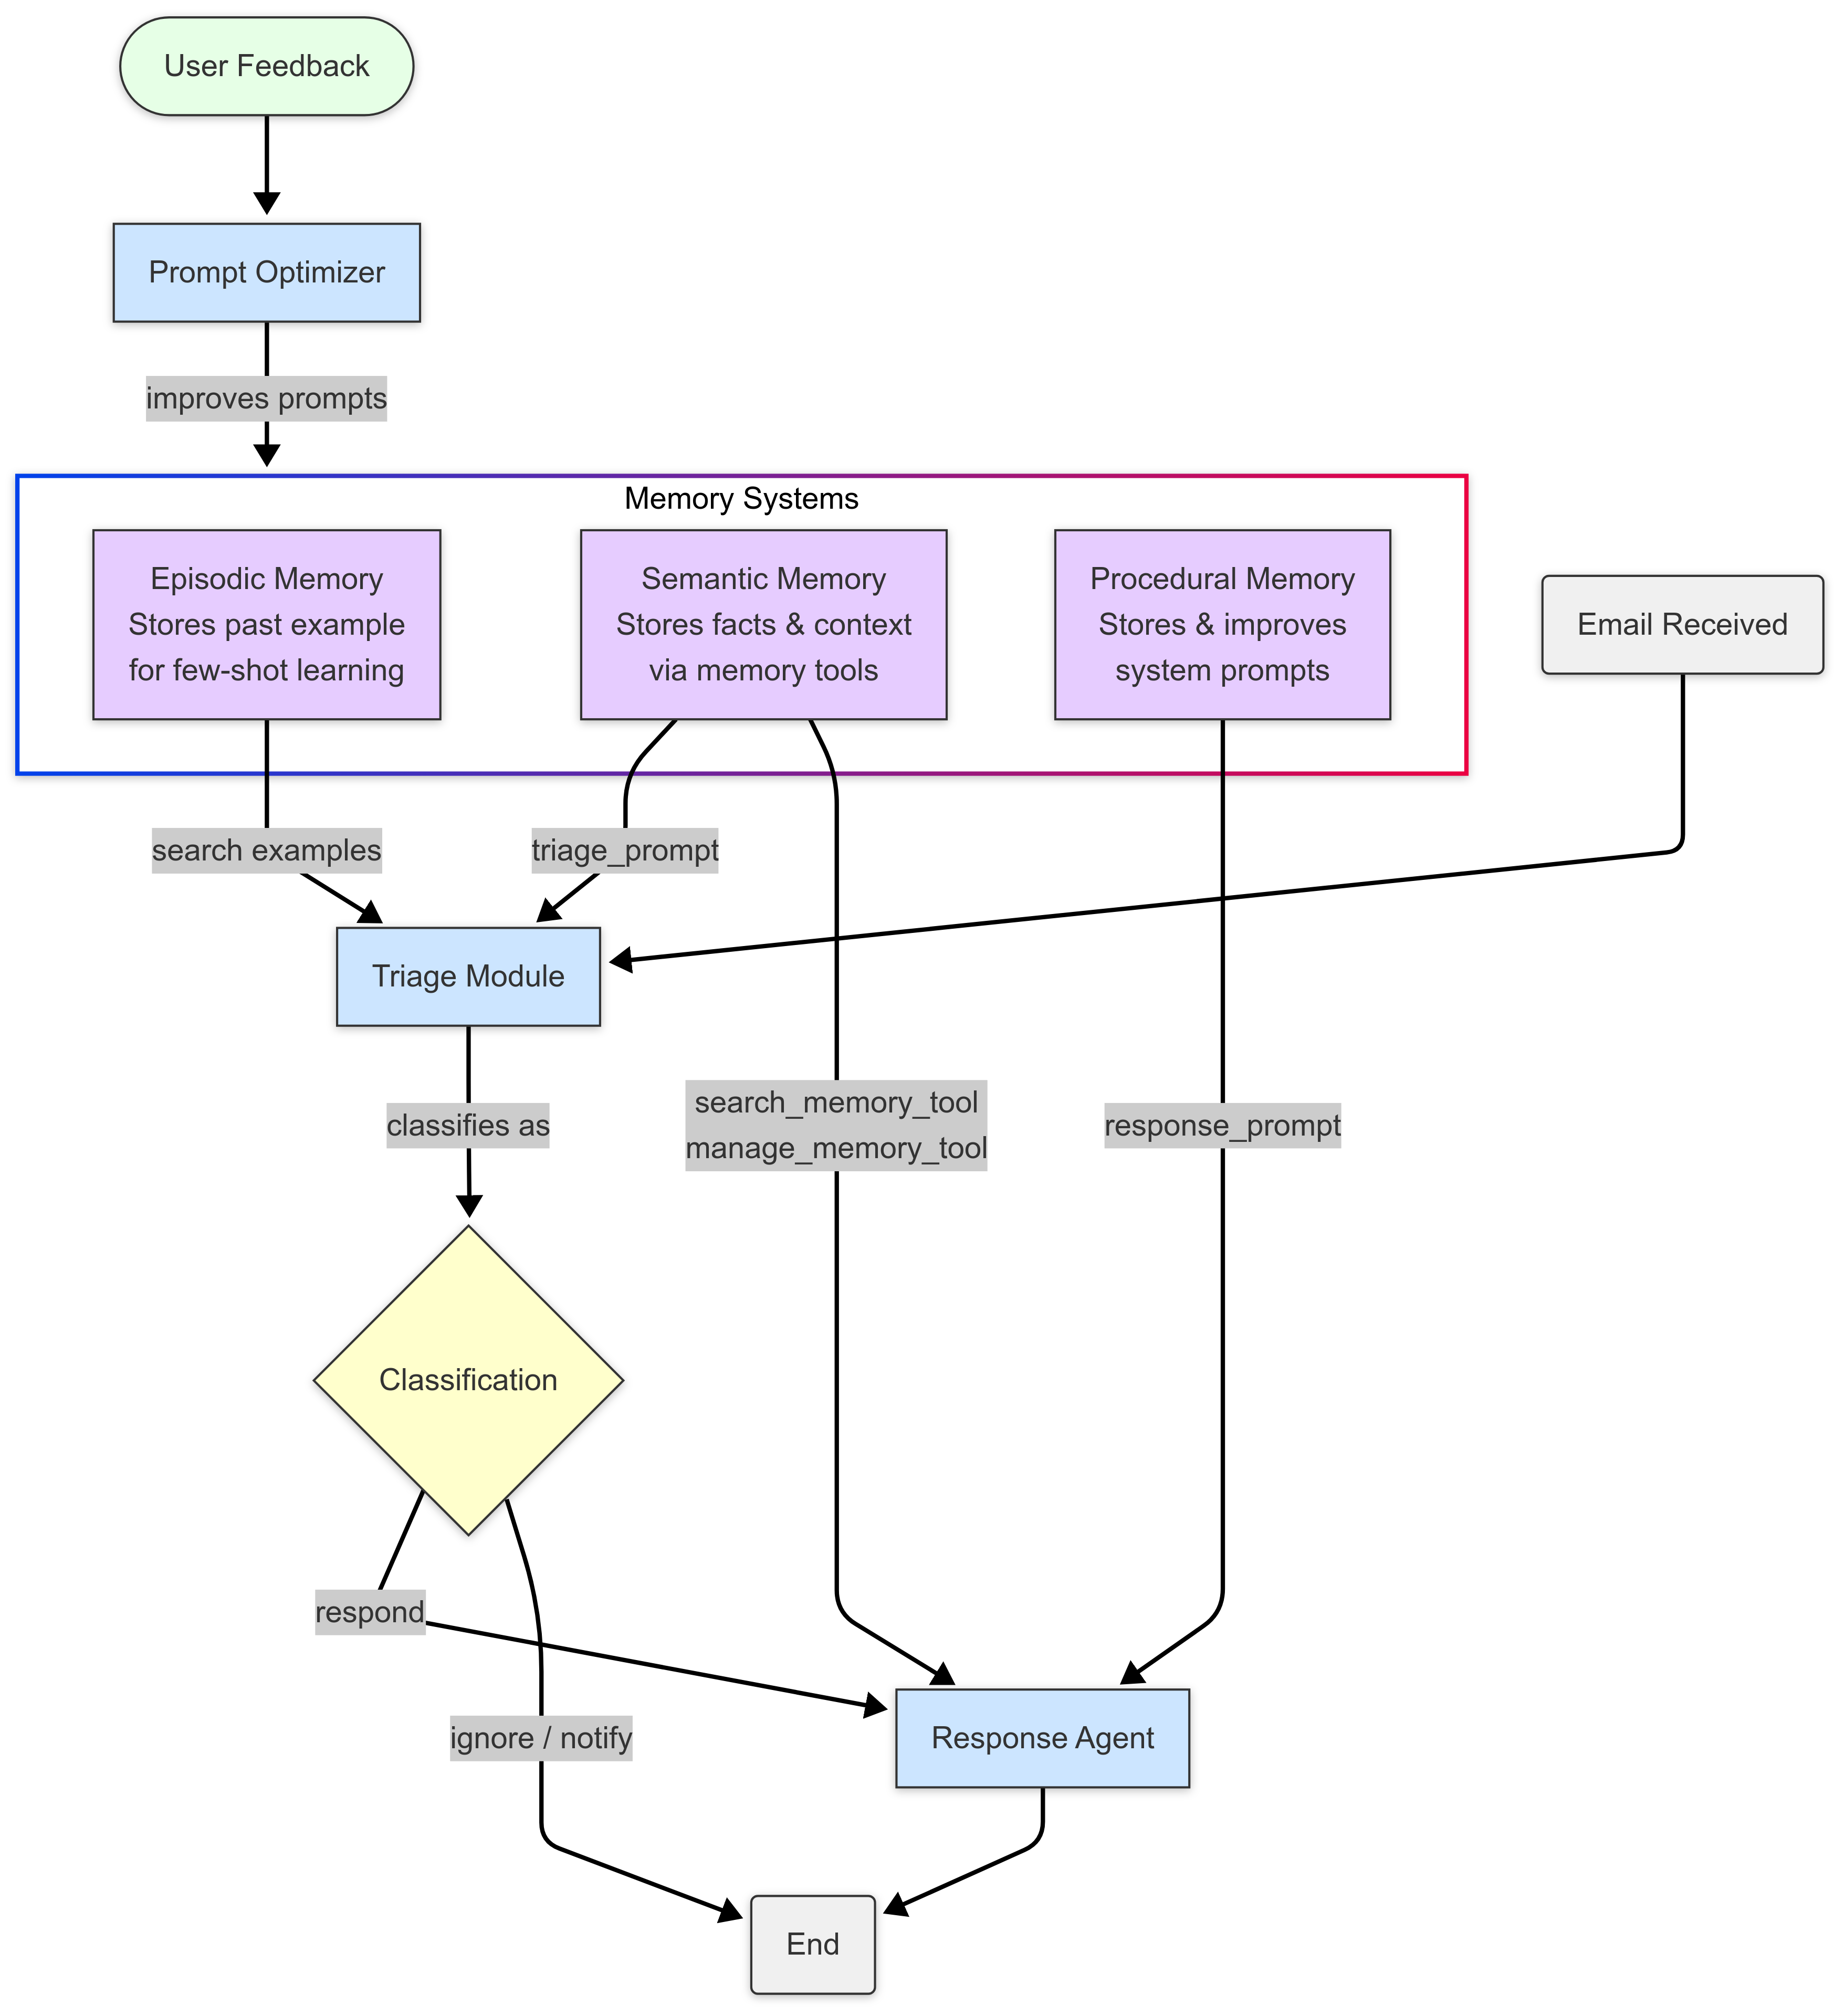 User Feedback
Prompt Optimizer
improves prompts
Memory Systems
Episodic Memory
Stores past example
for few-shot learning
Semantic Memory
Stores facts & context
via memory tools
Procedural Memory
Stores & improves
system prompts
Email Received
search examples
triage_prompt
Triage Module
classifies as
search_memory_tool
manage_memory_tool
response_prompt
Classification
respond
ignore / notify
Response Agent
End